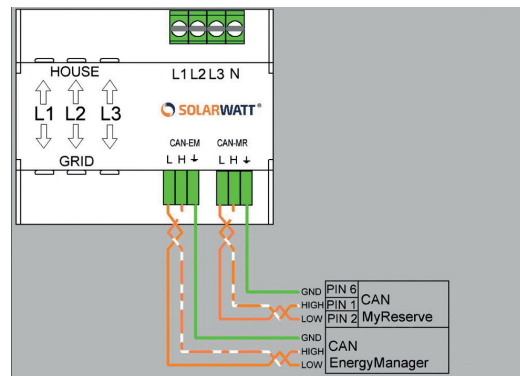 HOUSE
L1 L2 L3 N
L1 L2 L3
SOLARWATT®
GRID
CAN-EM CAN-MR
L H ⏚ L H ⏚
GND PIN 6
HIGH PIN 1
LOW PIN 2
CAN
MyReserve
GND
HIGH
LOW
CAN
EnergyManager